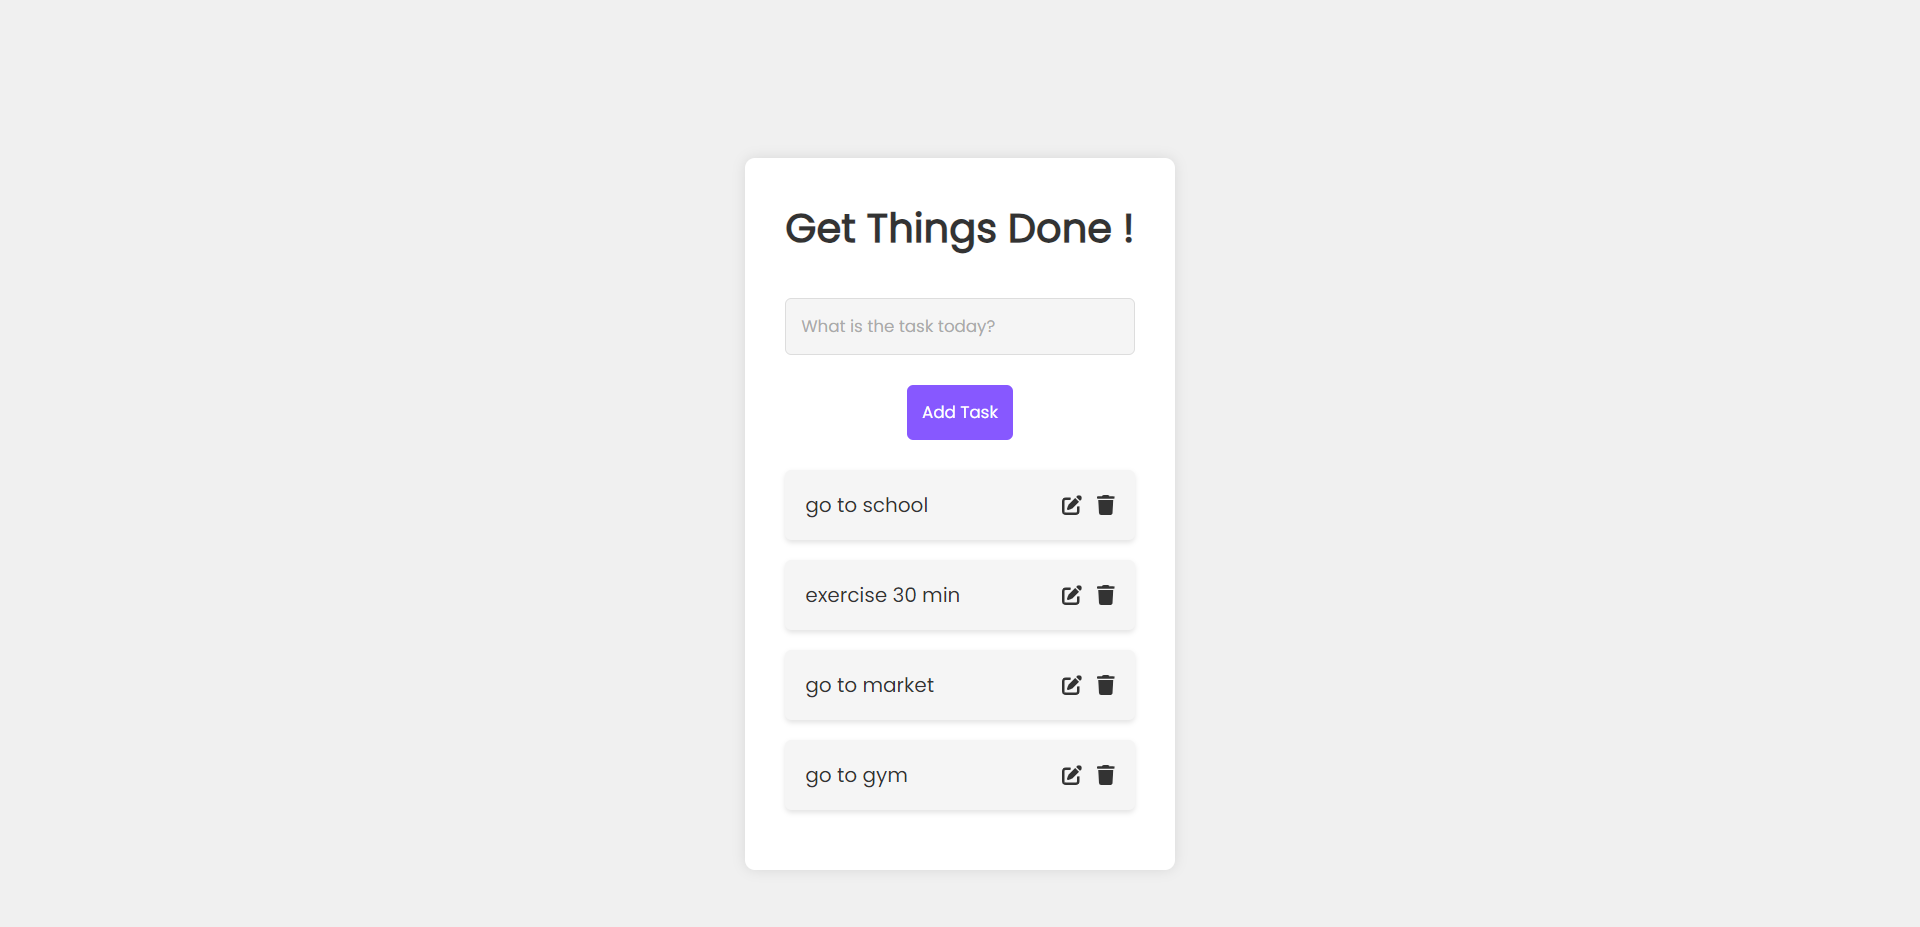 Get Things Done !
What is the task today?
Add Task
go to school
exercise 30 min
go to market
go to gym